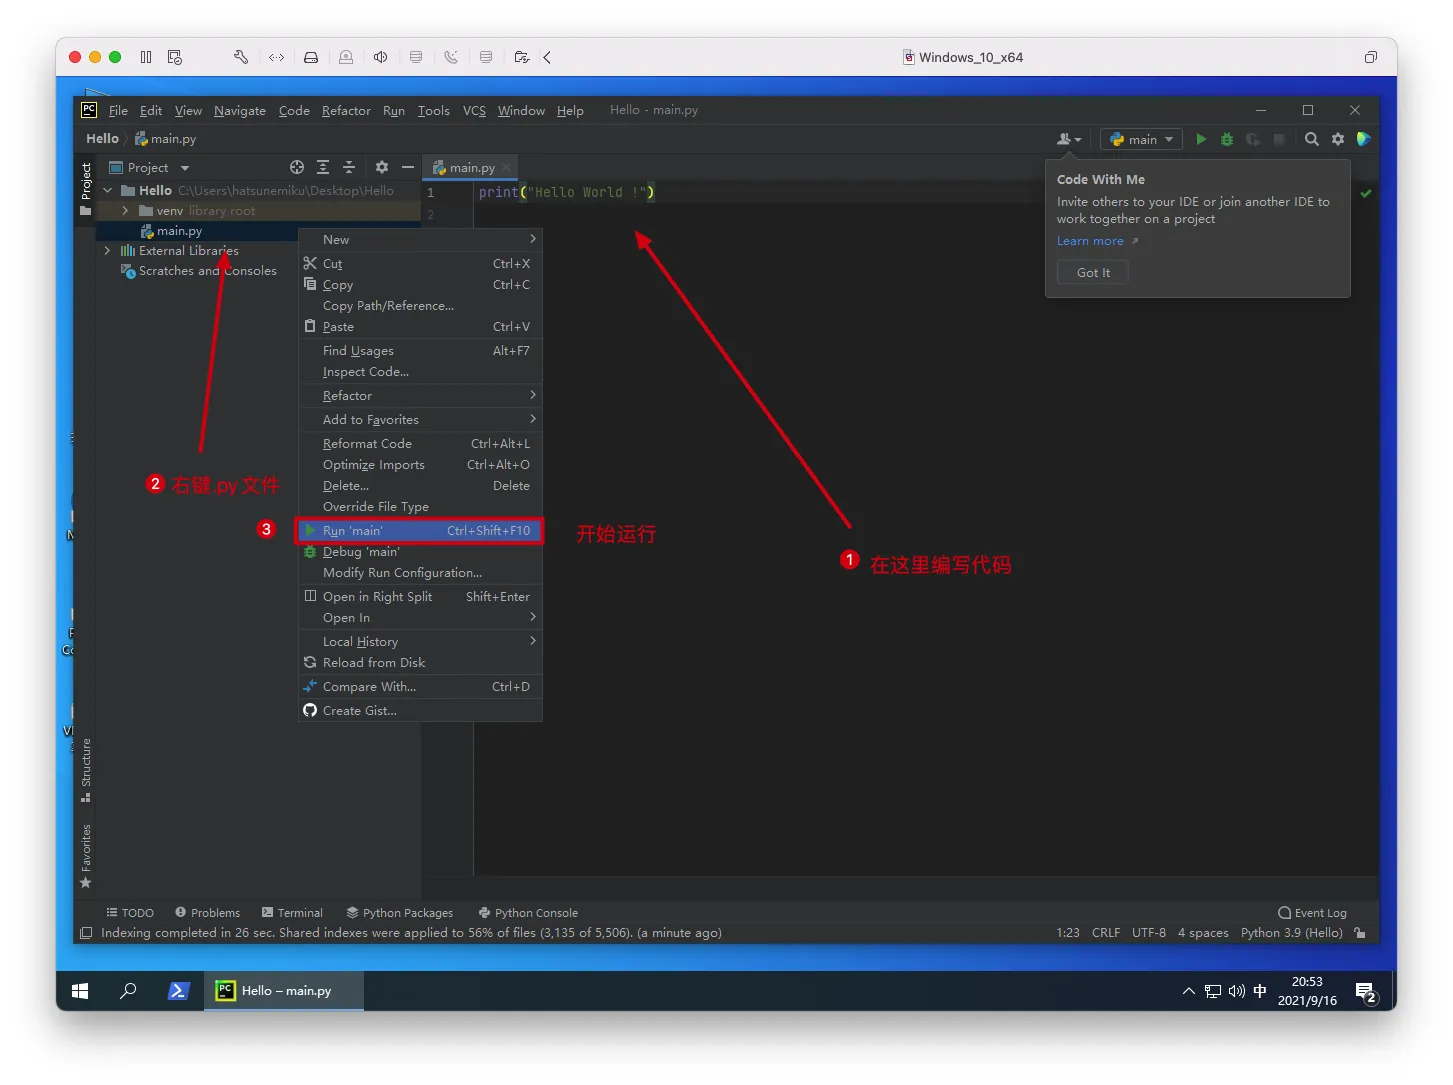 Windows_10_x64
PC File Edit View Navigate Code Refactor Run Tools VCS Window Help Hello - main.py
Hello main.py main
Project main.py
Project
Hello C:\Users\hatsunemiku\Desktop\Hello
venv library root
main.py
External Libraries
Scratches and Consoles
1 print("Hello World !")
2
Code With Me
Invite others to your IDE or join another IDE to
work together on a project
Learn more
Got It
New
Cut Ctrl+X
Copy Ctrl+C
Copy Path/Reference...
Paste Ctrl+V
Find Usages Alt+F7
Inspect Code...
Refactor
Add to Favorites
Reformat Code Ctrl+Alt+L
Optimize Imports Ctrl+Alt+O
Delete... Delete
Override File Type
Run 'main' Ctrl+Shift+F10
Debug 'main'
Modify Run Configuration...
Open in Right Split Shift+Enter
Open In
Local History
Reload from Disk
Compare With... Ctrl+D
Create Gist...
2 右键.py 文件
3 开始运行
1 在这里编写代码
Structure
Favorites
TODO Problems Terminal Python Packages Python Console Event Log
Indexing completed in 26 sec. Shared indexes were applied to 56% of files (3,135 of 5,506). (a minute ago) 1:23 CRLF UTF-8 4 spaces Python 3.9 (Hello)
PC Hello – main.py 中 20:53
2021/9/16
2